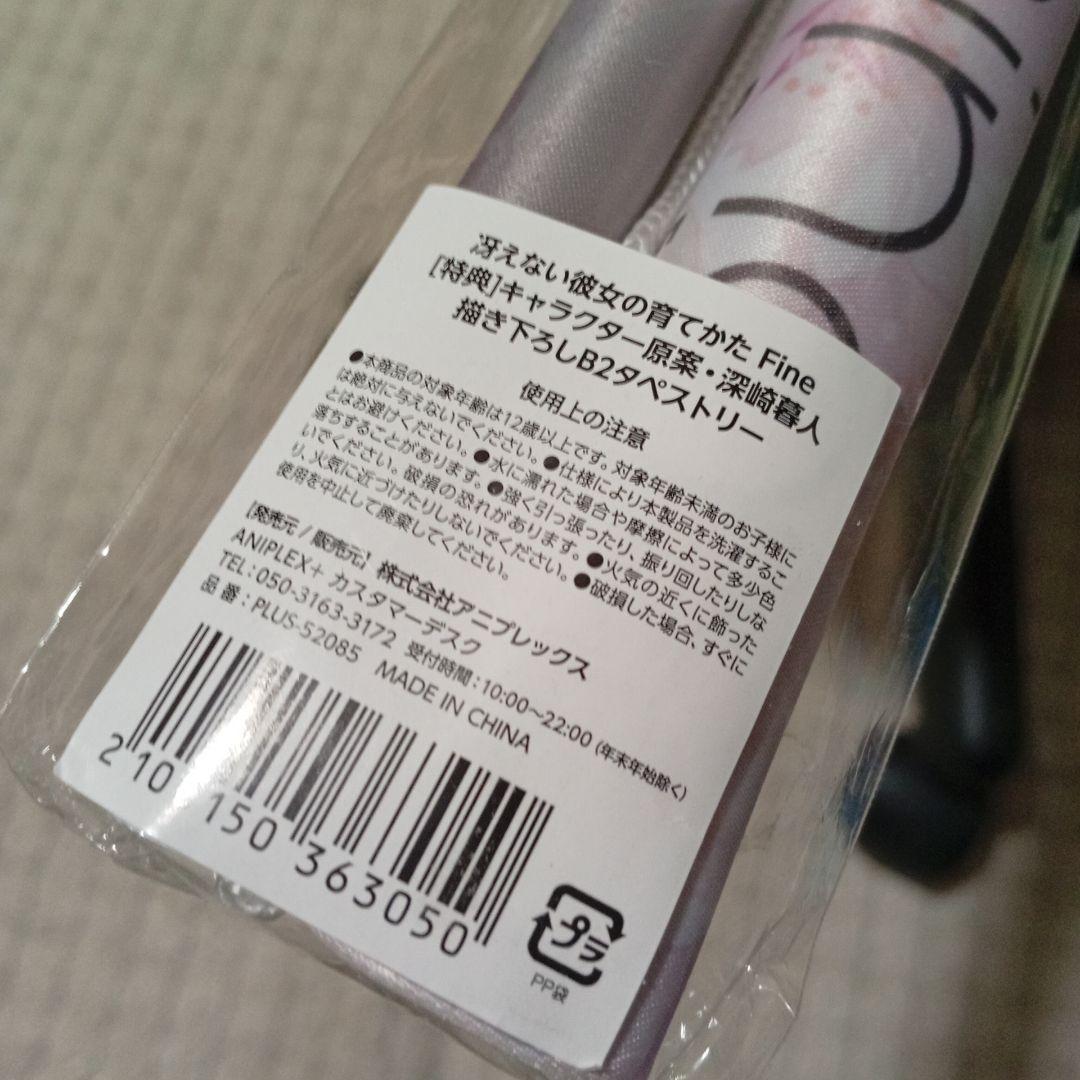 冴えない彼女の育てかた Fine
[特典]キャラクター原案・深崎暮人
描き下ろしB2タペストリー
使用上の注意
●本商品の対象年齢は12歳以上です。対象年齢未満のお子様に
は絶対に与えないでください。●仕様により本製品を洗濯するこ
とはお避けください。●水に濡れた場合や摩擦によって多少色
落ちすることがあります。●強く引っ張ったり、振り回したりしな
いでください。破損の恐れがあります。●火気の近くに飾った
り、火気に近づけたりしないでください。●破損した場合、すぐに
使用を中止して廃棄してください。
[発売元 / 販売元] 株式会社アニプレックス
ANIPLEX+ カスタマーデスク
TEL:050-3163-3172 受付時間:10:00～22:00 (年末年始除く)
品番:PLUS-52085 MADE IN CHINA
210 150 363050
プラ
PP袋